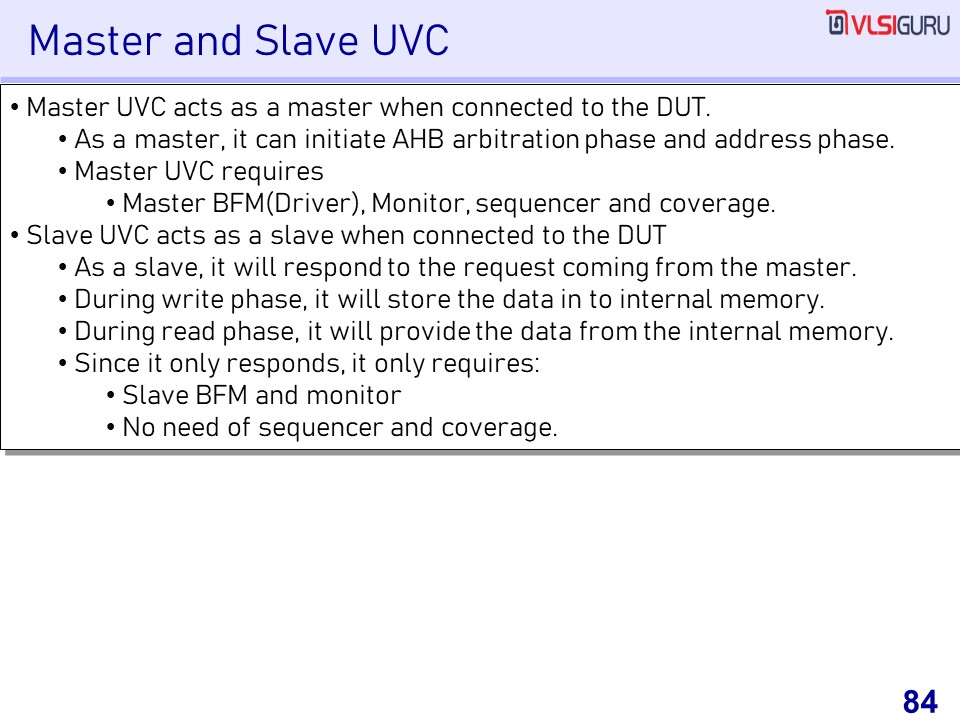 Master and Slave UVC
VLSIGURU
• Master UVC acts as a master when connected to the DUT.
• As a master, it can initiate AHB arbitration phase and address phase.
• Master UVC requires
• Master BFM(Driver), Monitor, sequencer and coverage.
• Slave UVC acts as a slave when connected to the DUT
• As a slave, it will respond to the request coming from the master.
• During write phase, it will store the data in to internal memory.
• During read phase, it will provide the data from the internal memory.
• Since it only responds, it only requires:
• Slave BFM and monitor
• No need of sequencer and coverage.
84